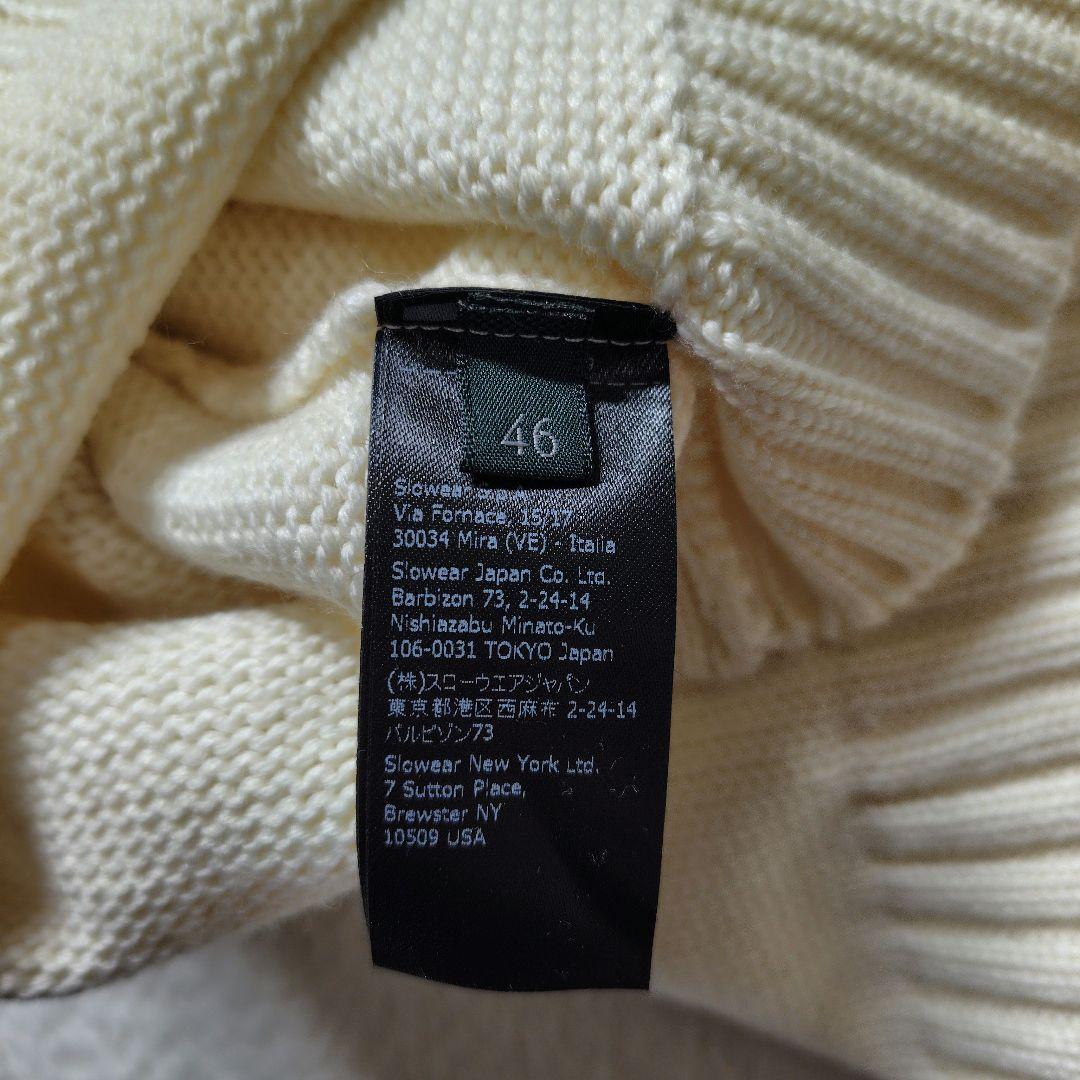 46
Slowear S.p.A
Via Fornace, 15/17
30034 Mira (VE) - Italia
Slowear Japan Co. Ltd.
Barbizon 73, 2-24-14
Nishiazabu Minato-Ku
106-0031 TOKYO Japan
(株)スローウエアジャパン
東京都港区西麻布 2-24-14
バルビゾン73
Slowear New York Ltd.
7 Sutton Place,
Brewster NY
10509 USA